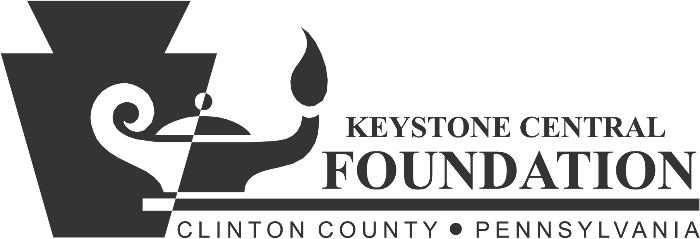 KEYSTONE CENTRAL
FOUNDATION
CLINTON COUNTY • PENNSYLVANIA